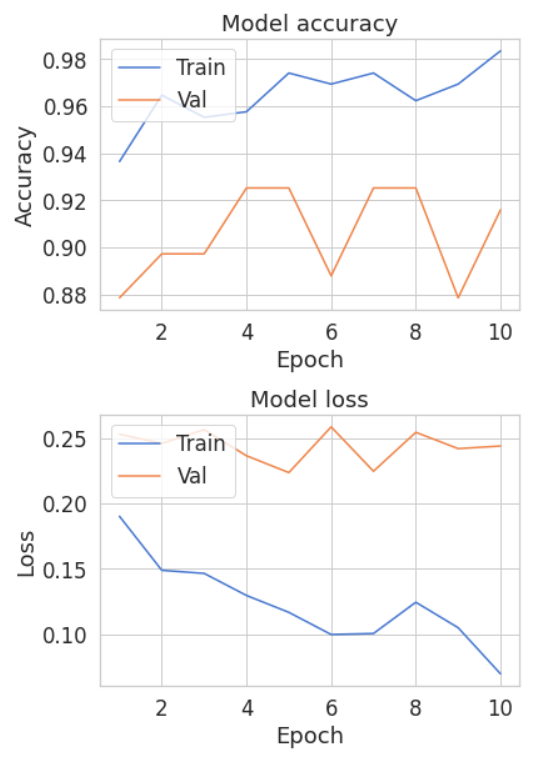 Model accuracy
0.98
0.96
0.94
0.92
0.90
0.88
Accuracy
Train
Val
2 4 6 8 10
Epoch
Model loss
0.25
0.20
0.15
0.10
Loss
Train
Val
2 4 6 8 10
Epoch